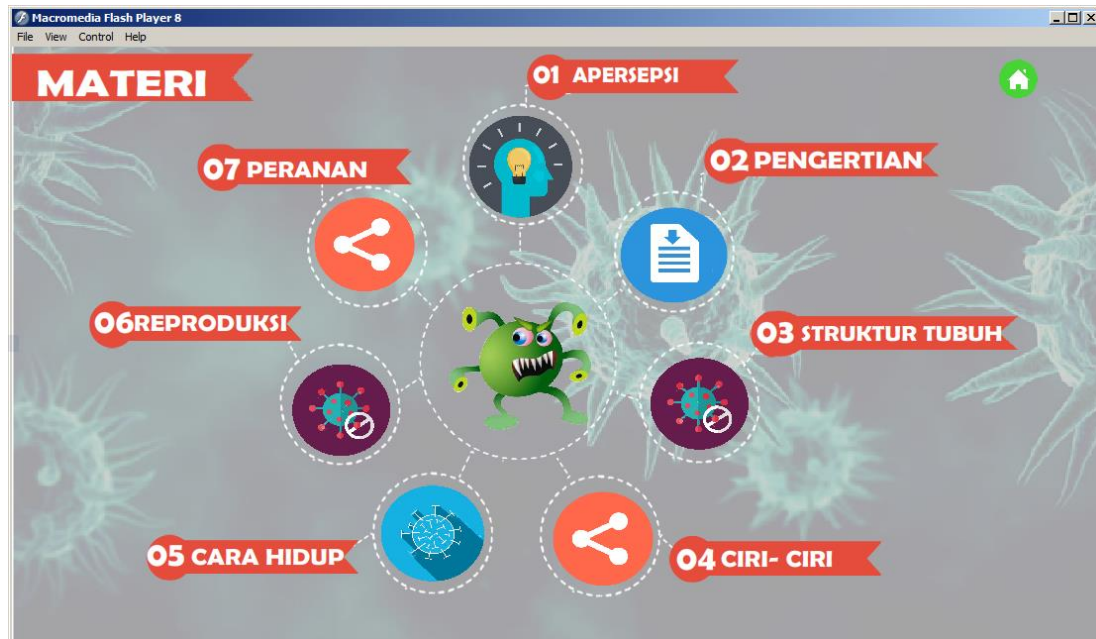 Macromedia Flash Player 8
File View Control Help
MATERI
01 APERSEPSI
02 PENGERTIAN
03 STRUKTUR TUBUH
04 CIRI- CIRI
05 CARA HIDUP
06REPRODUKSI
07 PERANAN